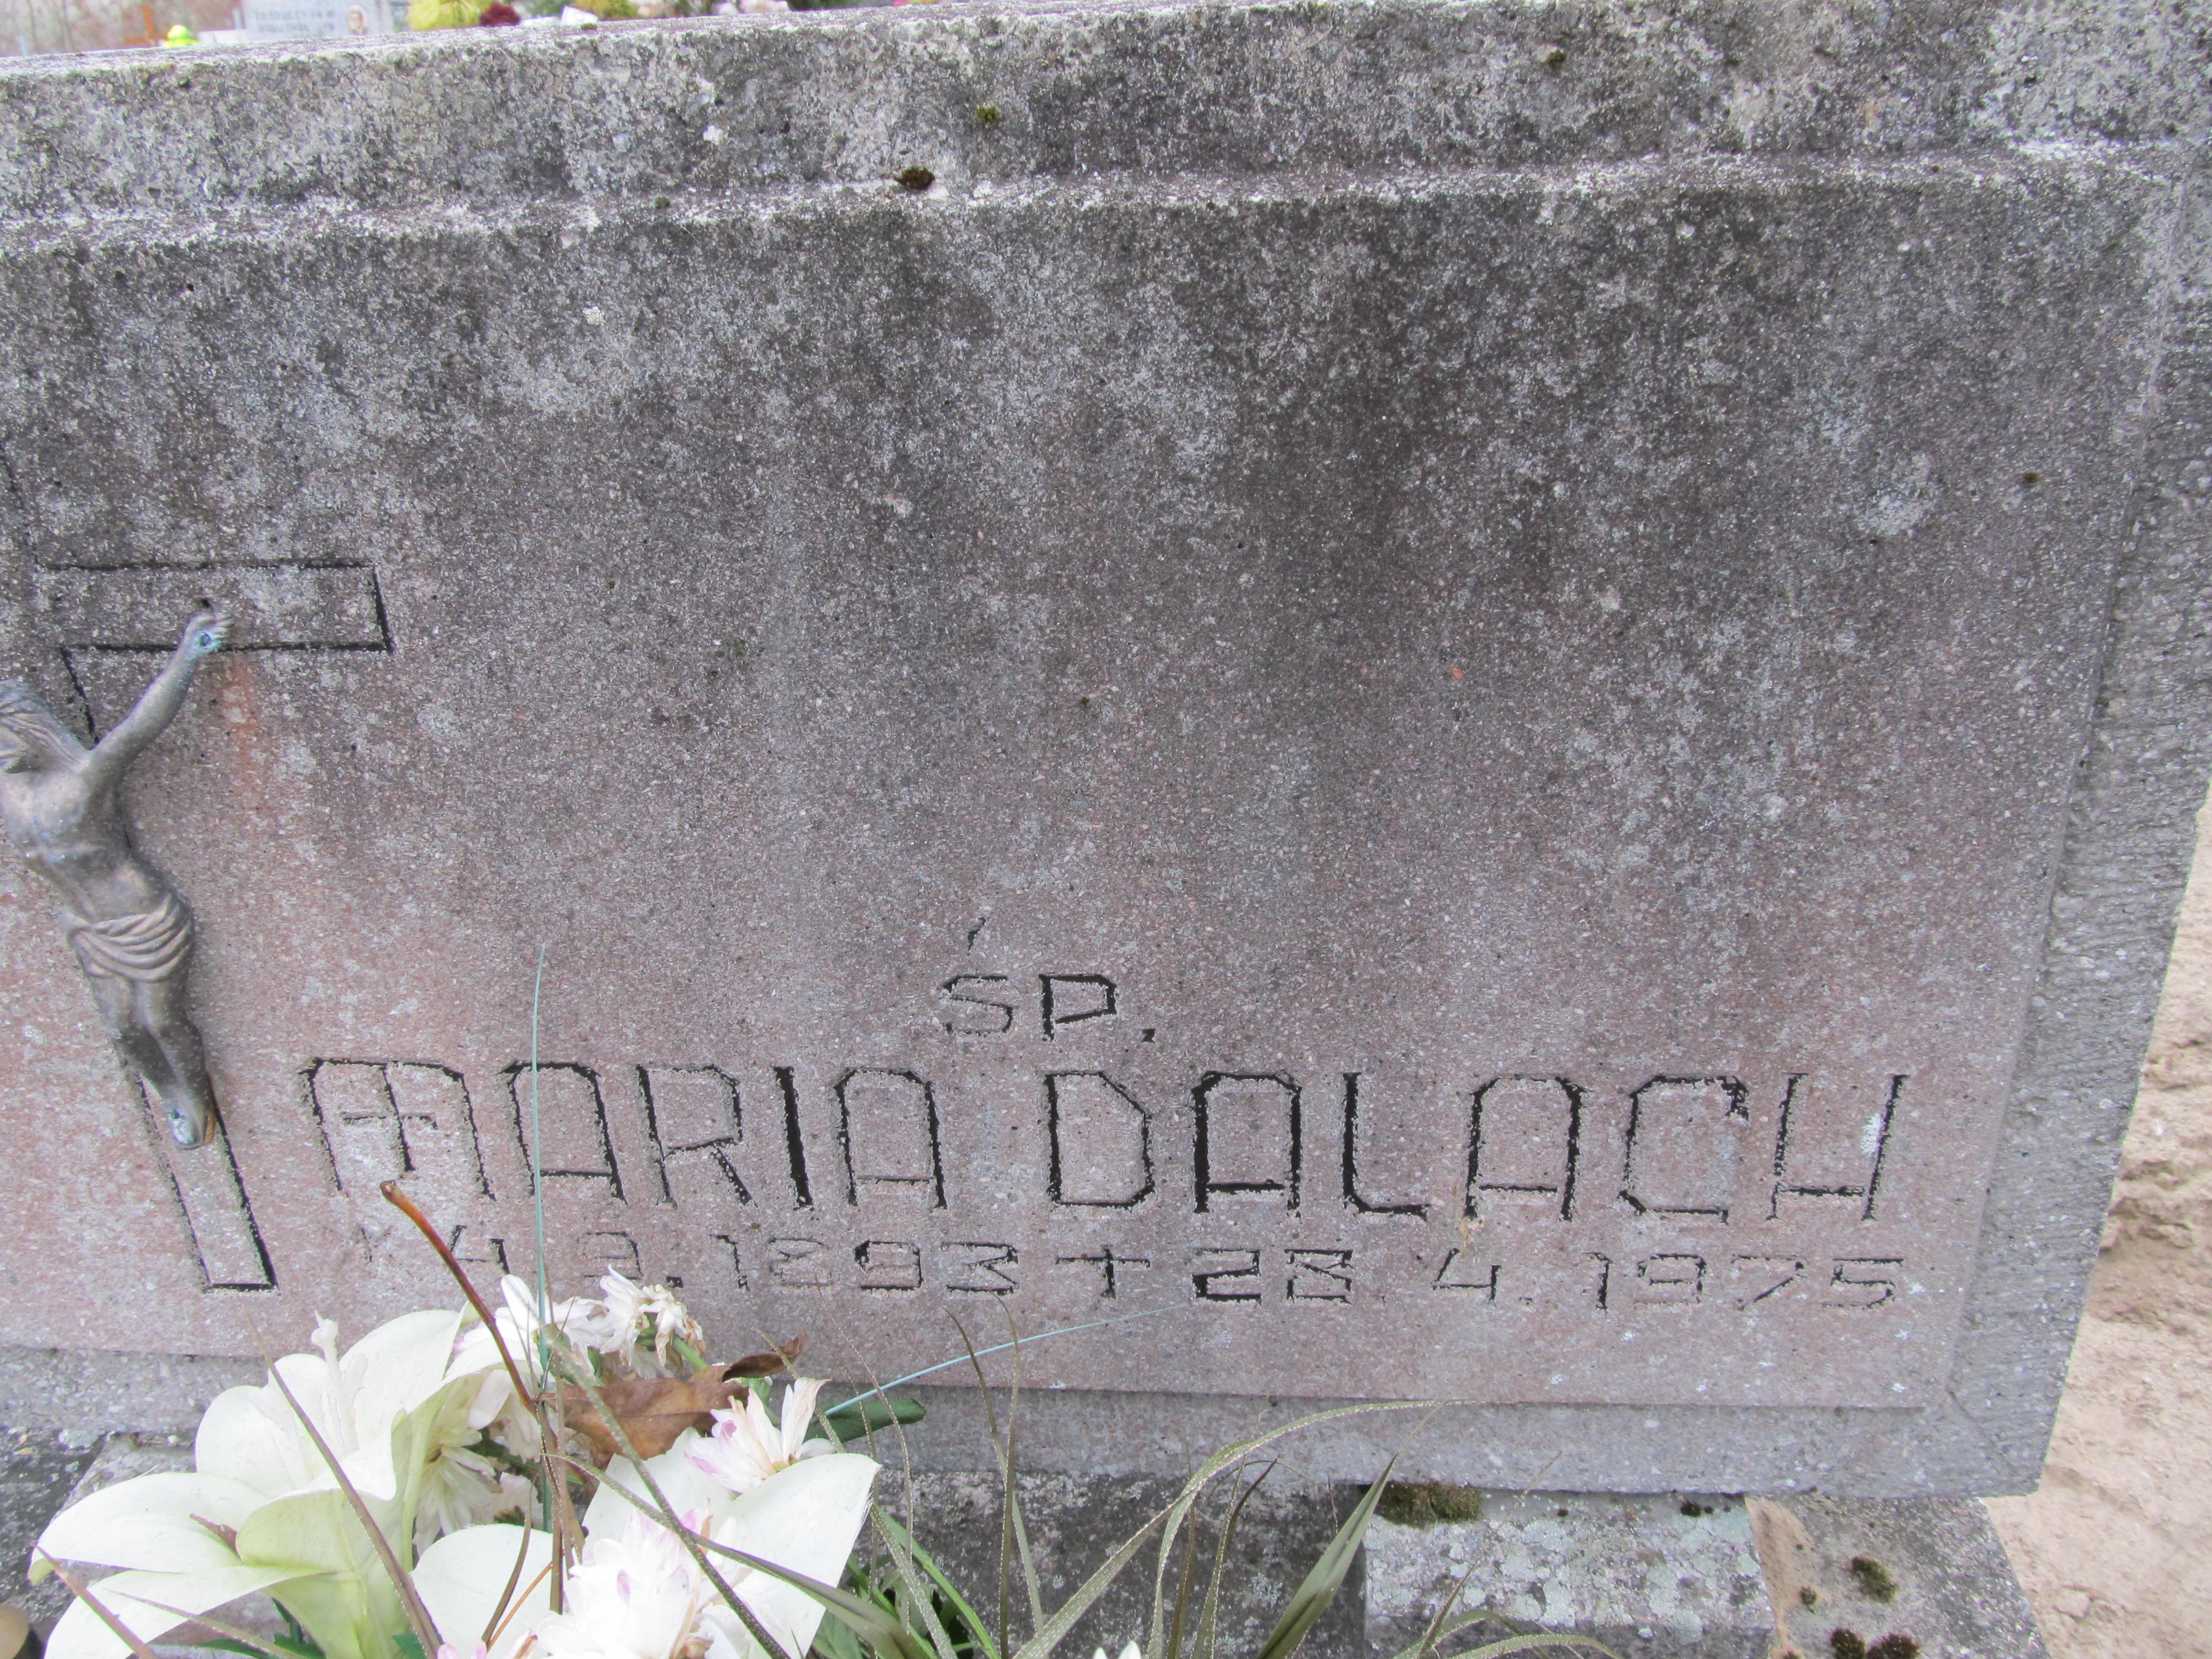 ŚP.
MARIA DALACH
4. 9. 1893 + 28. 4. 1975